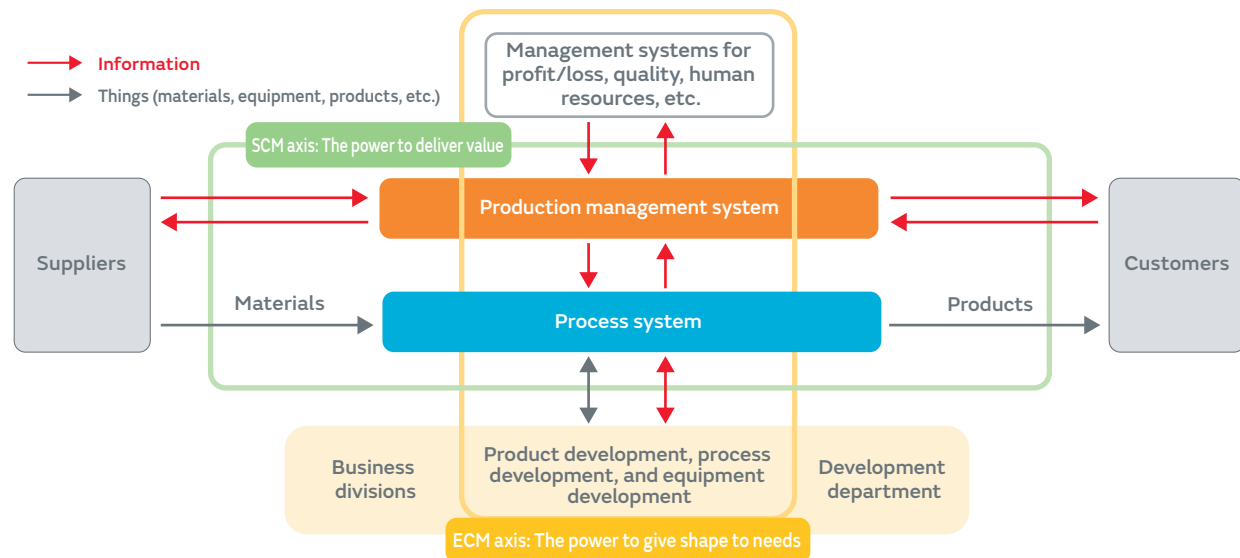 Management systems for
profit/loss, quality, human
resources, etc.
Information
Things (materials, equipment, products, etc.)
SCM axis: The power to deliver value
Production management system
Suppliers
Customers
Materials
Process system
Products
Business
divisions
Product development, process
development, and equipment
development
Development
department
ECM axis: The power to give shape to needs